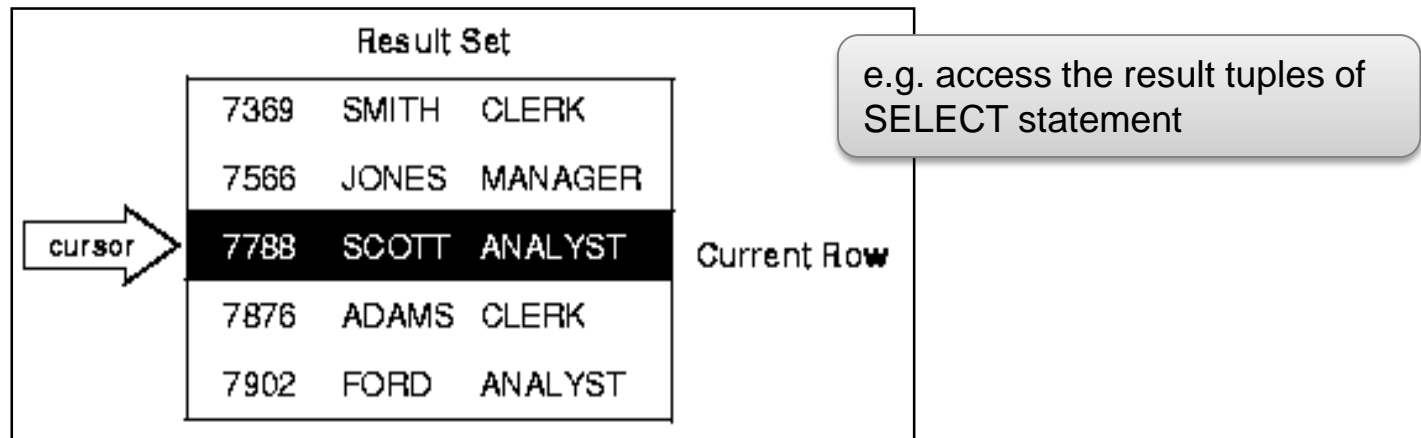 Result Set
e.g. access the result tuples of
SELECT statement
7369 SMITH CLERK
7566 JONES MANAGER
cursor
7788 SCOTT ANALYST
Current Row
7876 ADAMS CLERK
7902 FORD ANALYST